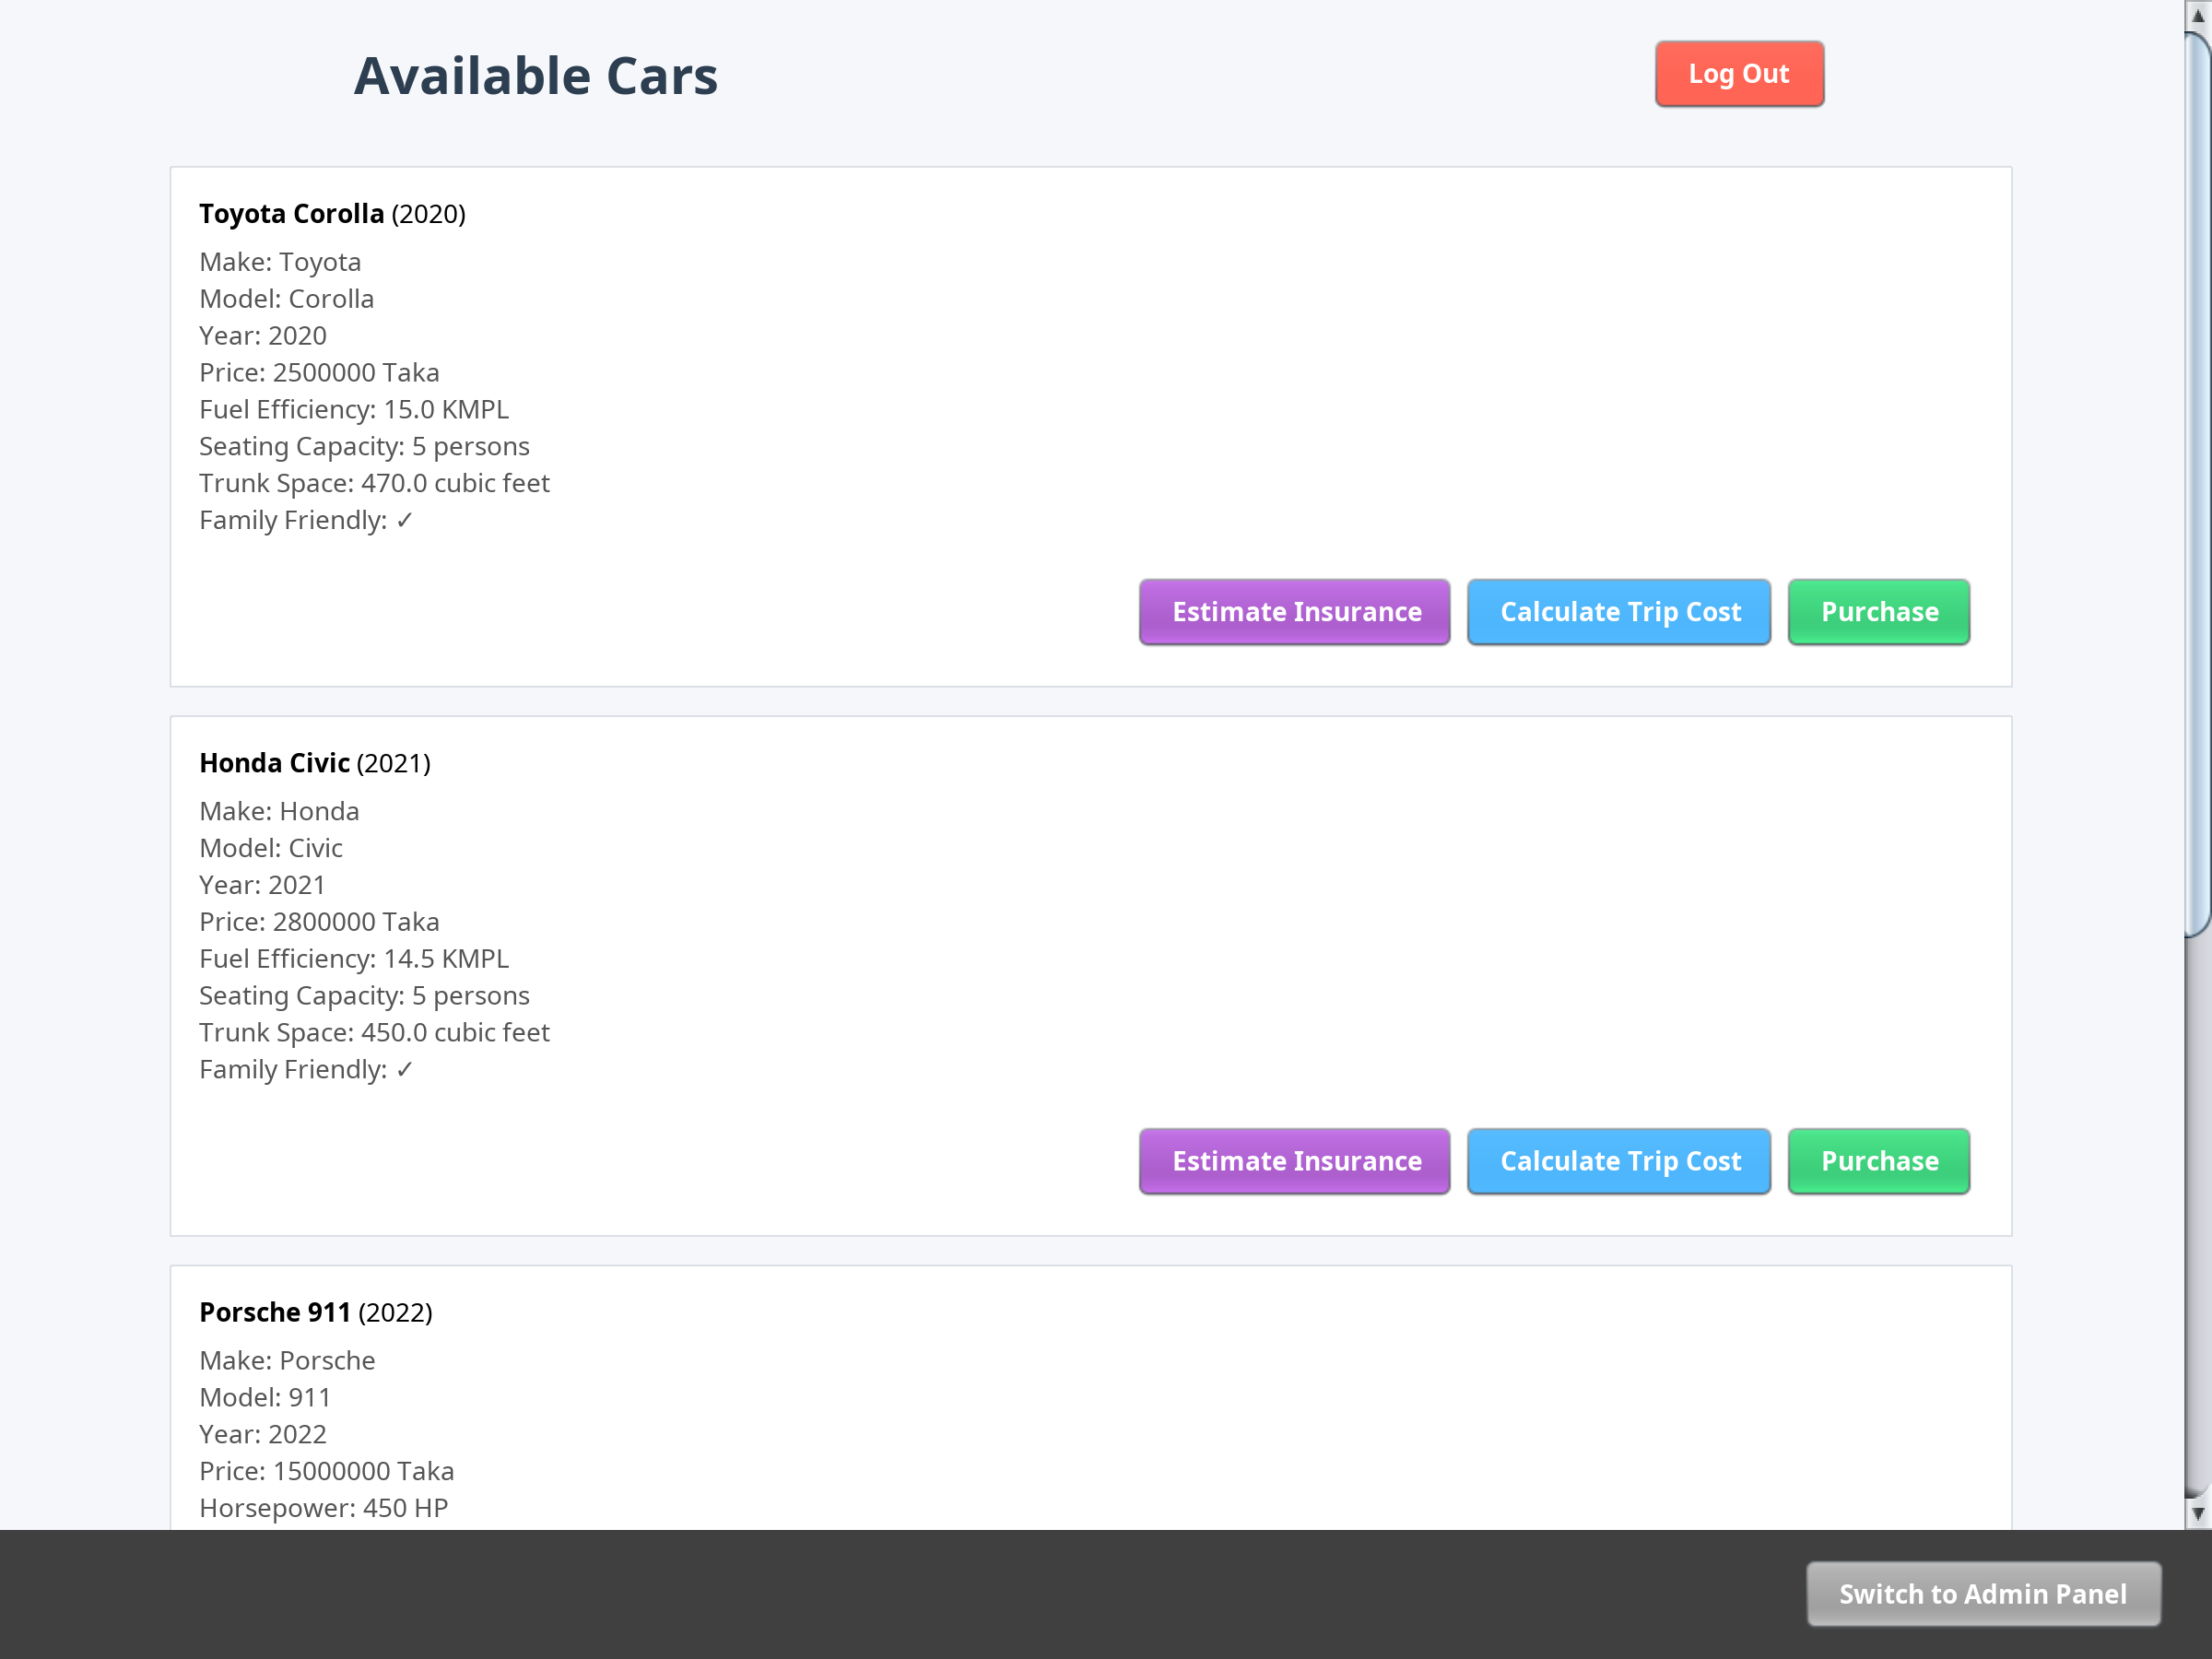 Available Cars
Log Out
Toyota Corolla (2020)
Make: Toyota
Model: Corolla
Year: 2020
Price: 2500000 Taka
Fuel Efficiency: 15.0 KMPL
Seating Capacity: 5 persons
Trunk Space: 470.0 cubic feet
Family Friendly: ✓
Estimate Insurance
Calculate Trip Cost
Purchase
Honda Civic (2021)
Make: Honda
Model: Civic
Year: 2021
Price: 2800000 Taka
Fuel Efficiency: 14.5 KMPL
Seating Capacity: 5 persons
Trunk Space: 450.0 cubic feet
Family Friendly: ✓
Estimate Insurance
Calculate Trip Cost
Purchase
Porsche 911 (2022)
Make: Porsche
Model: 911
Year: 2022
Price: 15000000 Taka
Horsepower: 450 HP
Switch to Admin Panel